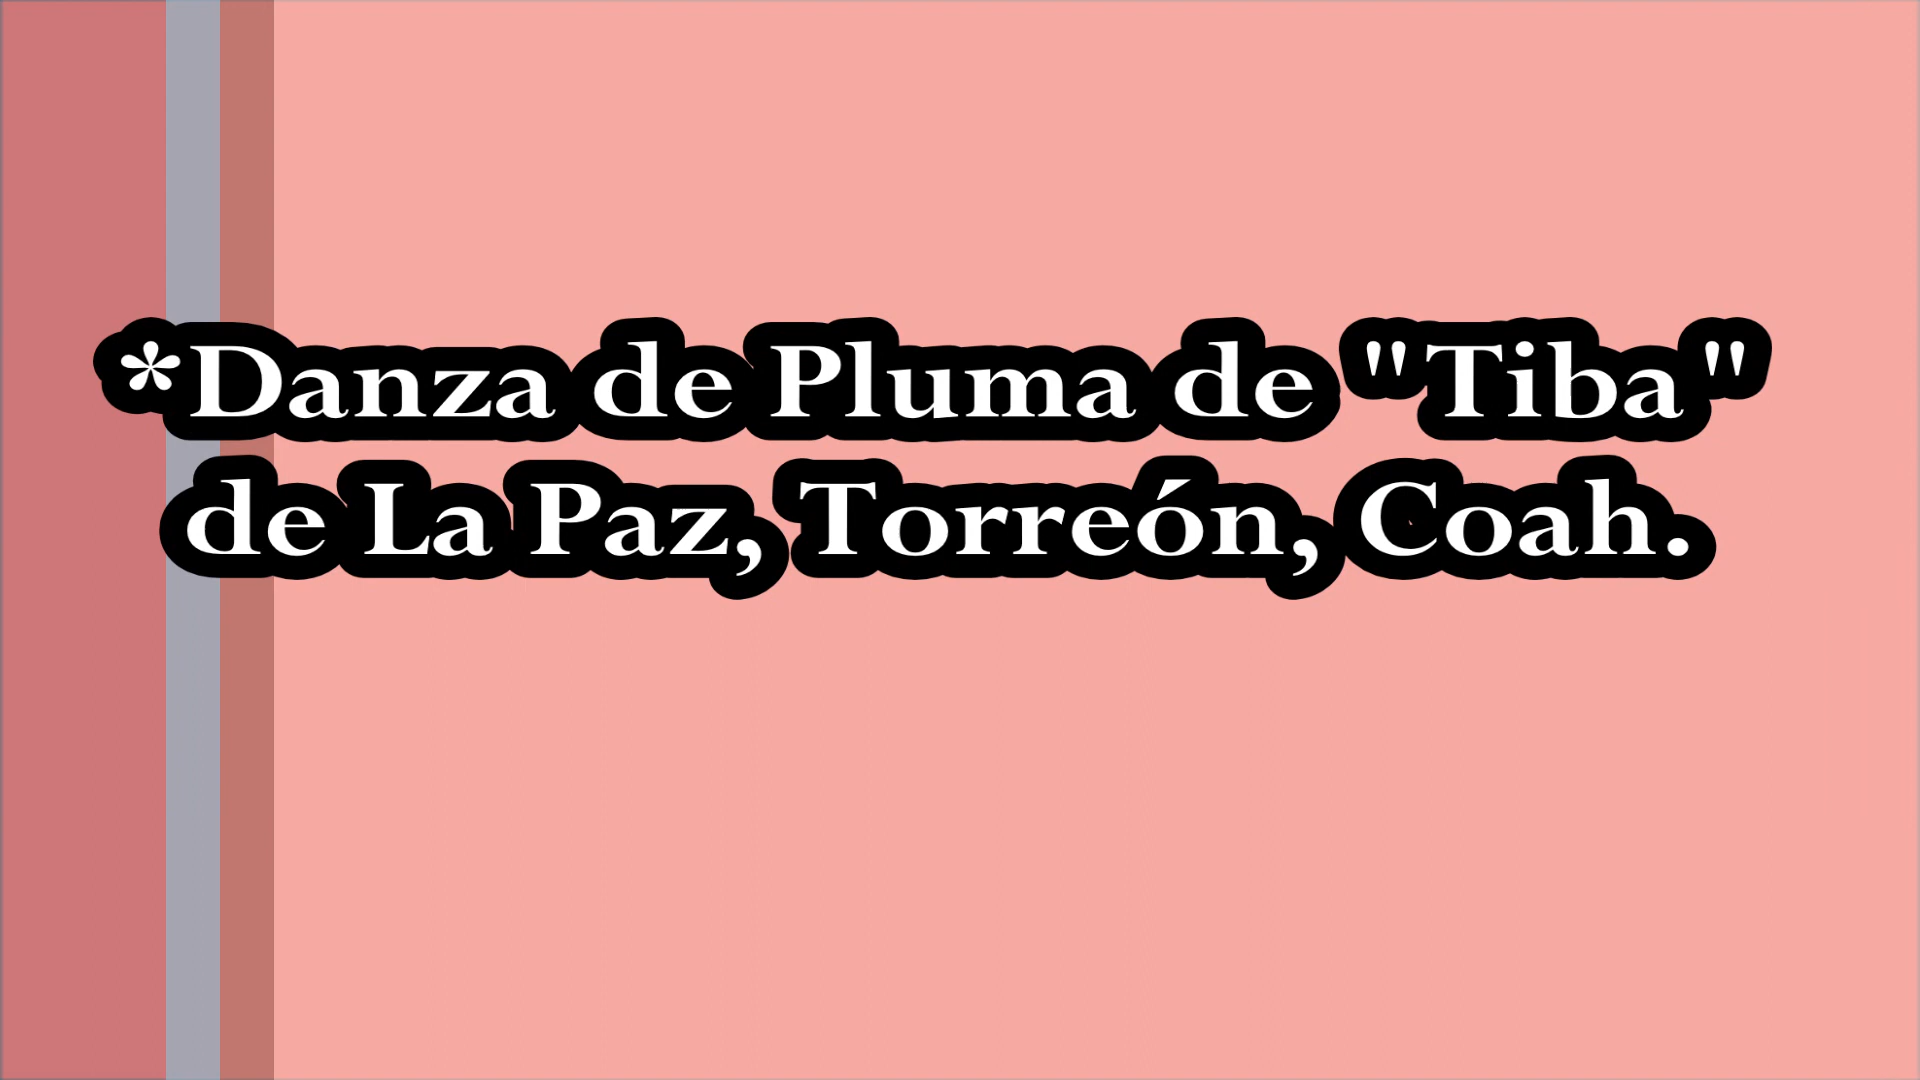 *Danza de Pluma de "Tiba"
de La Paz, Torreón, Coah.